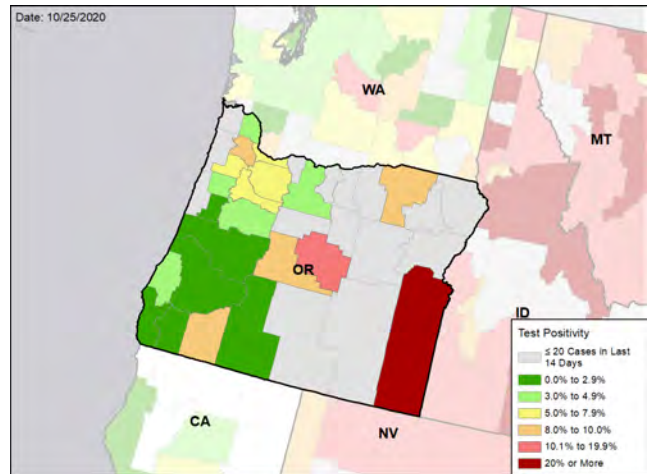 Date: 10/25/2020
WA
MT
OR
ID
CA
NV
Test Positivity
≤ 20 Cases in Last
14 Days
0.0% to 2.9%
3.0% to 4.9%
5.0% to 7.9%
8.0% to 10.0%
10.1% to 19.9%
20% or More